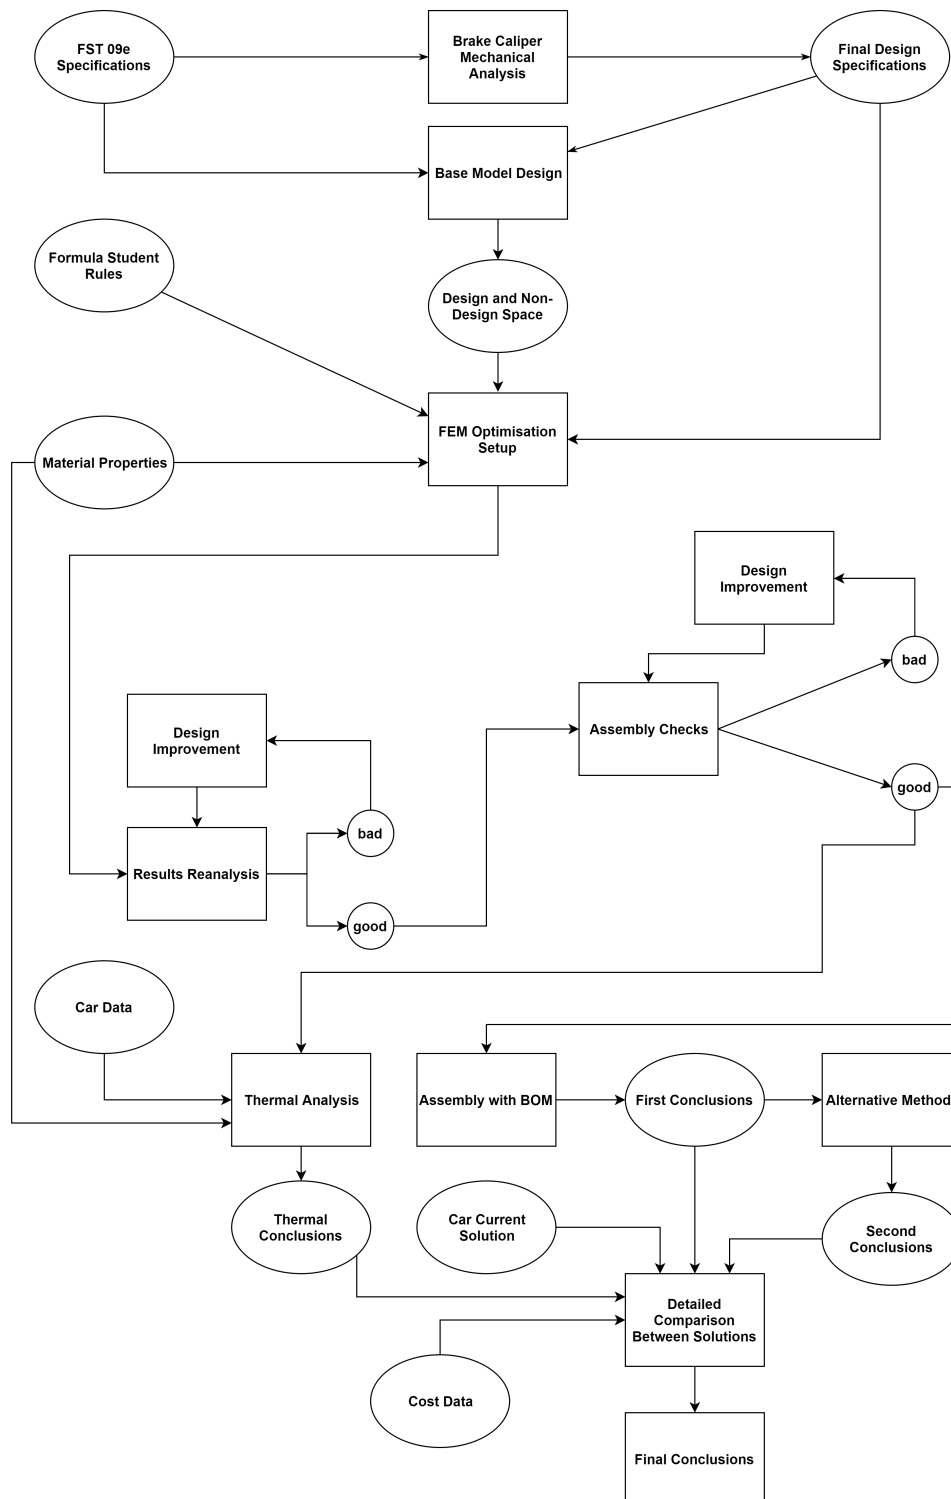 FST 09e
Specifications
Brake Caliper
Mechanical
Analysis
Final Design
Specifications
Base Model Design
Formula Student
Rules
Design and Non-
Design Space
FEM Optimisation
Setup
Material Properties
Design
Improvement
bad
Assembly Checks
good
Design
Improvement
bad
Results Reanalysis
good
Car Data
Thermal Analysis
Assembly with BOM
First Conclusions
Alternative Method
Thermal
Conclusions
Car Current
Solution
Second
Conclusions
Detailed
Comparison
Between Solutions
Cost Data
Final Conclusions